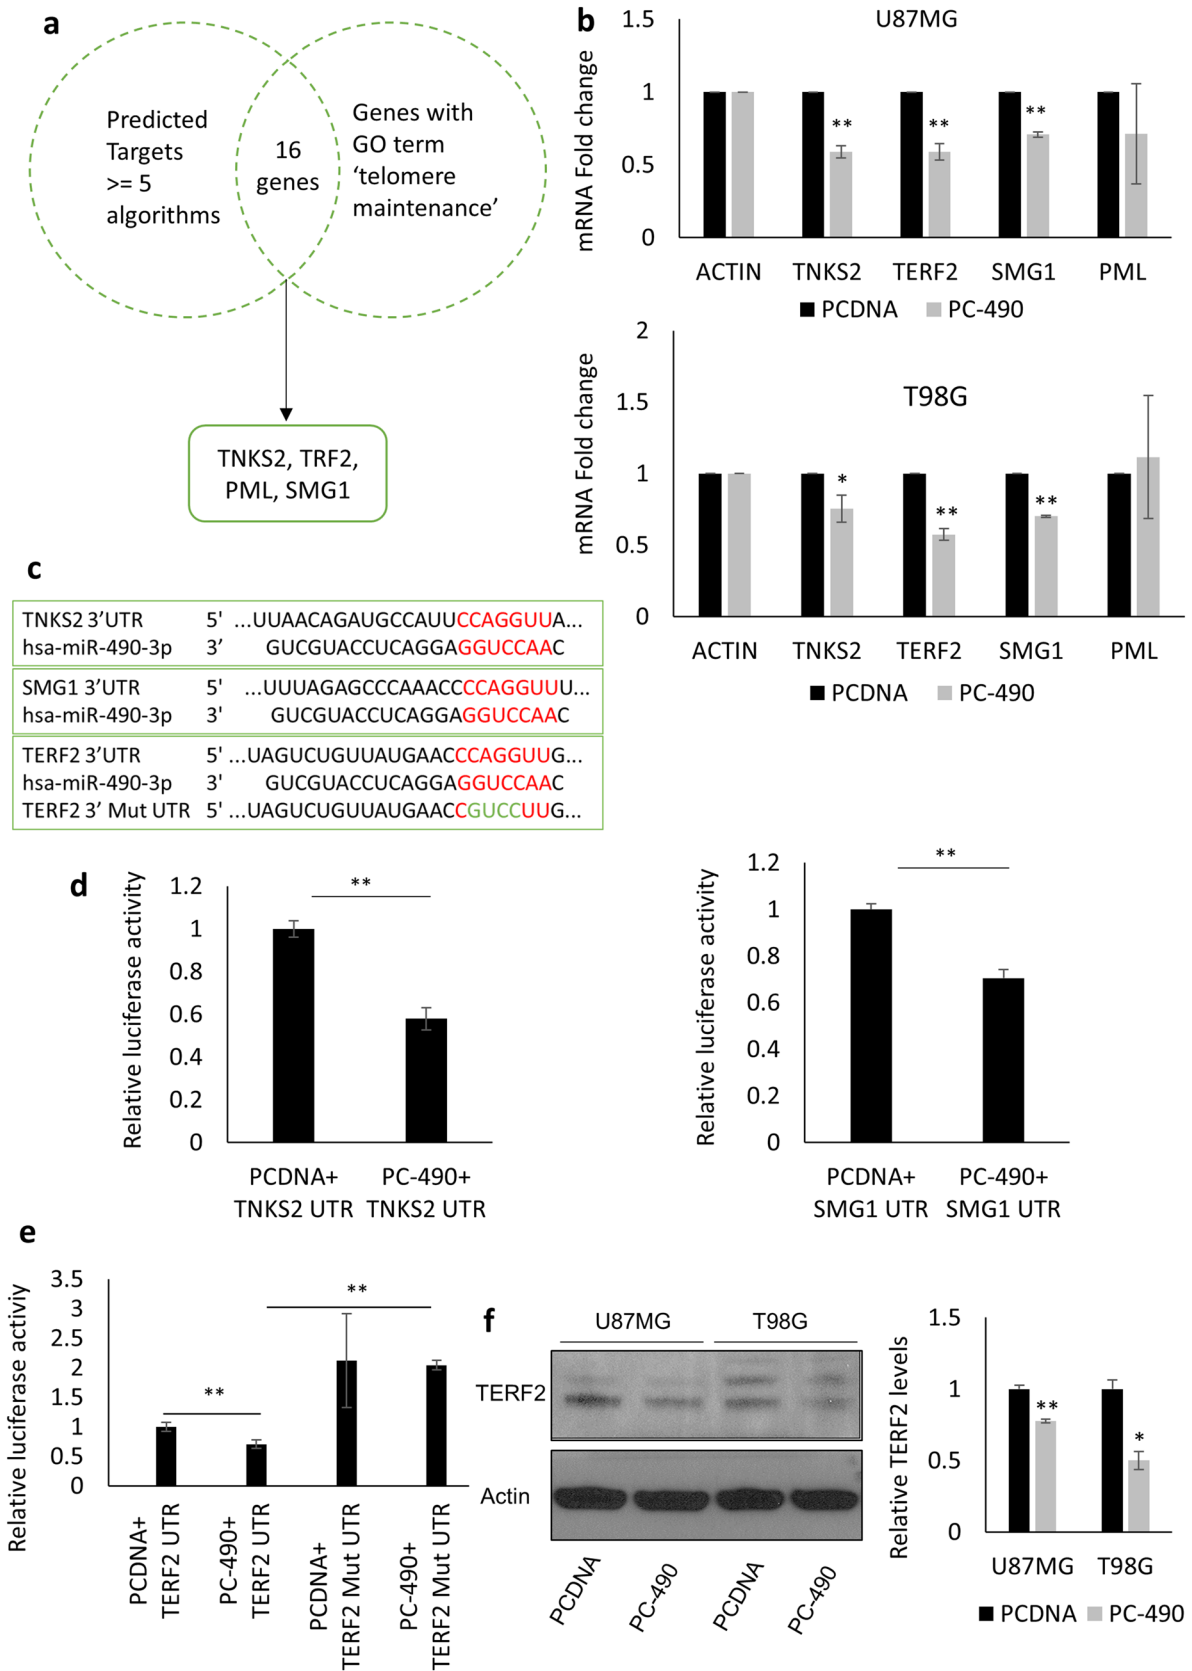 a
Predicted
Targets
>= 5
algorithms
16
genes
Genes with
GO term
‘telomere
maintenance’
TNKS2, TRF2,
PML, SMG1
b
U87MG
mRNA Fold change
1.5
1
0.5
0
**
**
**
ACTIN TNKS2 TERF2 SMG1 PML
PCDNA PC-490
T98G
mRNA Fold change
2
1.5
1
0.5
0
*
**
**
ACTIN TNKS2 TERF2 SMG1 PML
PCDNA PC-490
c
TNKS2 3’UTR 5' ...UUAACAGAUGCCAUUCCAGGUUA...
hsa-miR-490-3p 3’ GUCGUACCUCAGGAGGUCCAAC
SMG1 3’UTR 5' ...UUUAGAGCCCAAACCCCAGGUUU...
hsa-miR-490-3p 3' GUCGUACCUCAGGAGGUCCAAC
TERF2 3’UTR 5' ...UAGUCUGUUAUGAACCCAGGUUG...
hsa-miR-490-3p 3' GUCGUACCUCAGGAGGUCCAAC
TERF2 3’ Mut UTR 5' ...UAGUCUGUUAUGAACCGUCCUUG...
d
Relative luciferase activity
1.2
1
0.8
0.6
0.4
0.2
0
**
PCDNA+ PC-490+
TNKS2 UTR TNKS2 UTR
Relative luciferase activity
1.2
1
0.8
0.6
0.4
0.2
0
**
PCDNA+ PC-490+
SMG1 UTR SMG1 UTR
e
Relative luciferase activiy
3.5
3
2.5
2
1.5
1
0.5
0
**
**
PCDNA+
TERF2 UTR
PC-490+
TERF2 UTR
PCDNA+
TERF2 Mut UTR
PC-490+
TERF2 Mut UTR
f
U87MG T98G
TERF2
Actin
PCDNA
PC-490
PCDNA
PC-490
Relative TERF2 levels
1.5
1
0.5
0
**
*
U87MG T98G
PCDNA PC-490